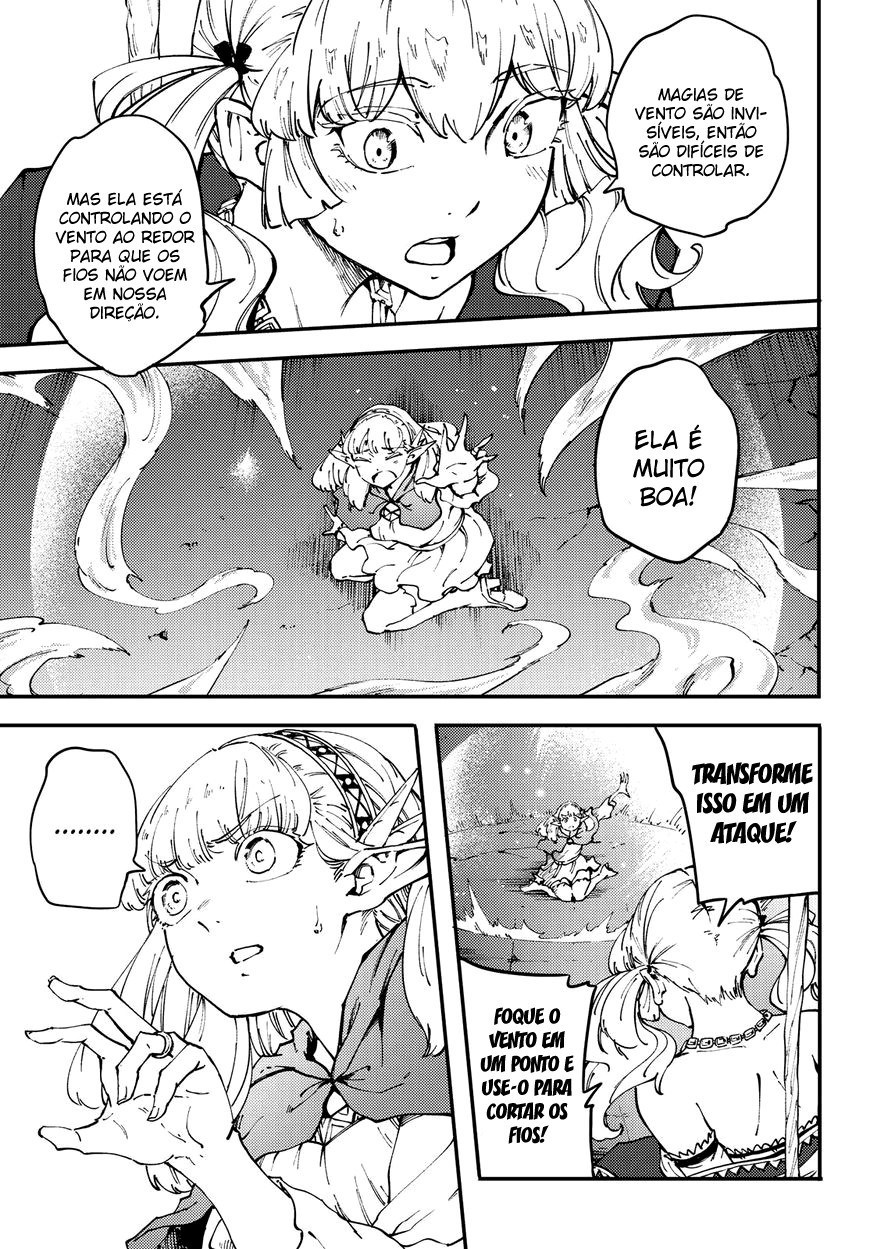 MAGIAS DE
VENTO SÃO INVI-
SÍVEIS, ENTÃO
SÃO DIFÍCEIS DE
CONTROLAR.
MAS ELA ESTÁ
CONTROLANDO O
VENTO AO REDOR
PARA QUE OS
FIOS NÃO VOEM
EM NOSSA
DIREÇÃO.
ELA É
MUITO
BOA!
TRANSFORME
ISSO EM UM
ATAQUE!
FOQUE O
VENTO EM
UM PONTO E
USE-O PARA
CORTAR OS
FIOS!
.........